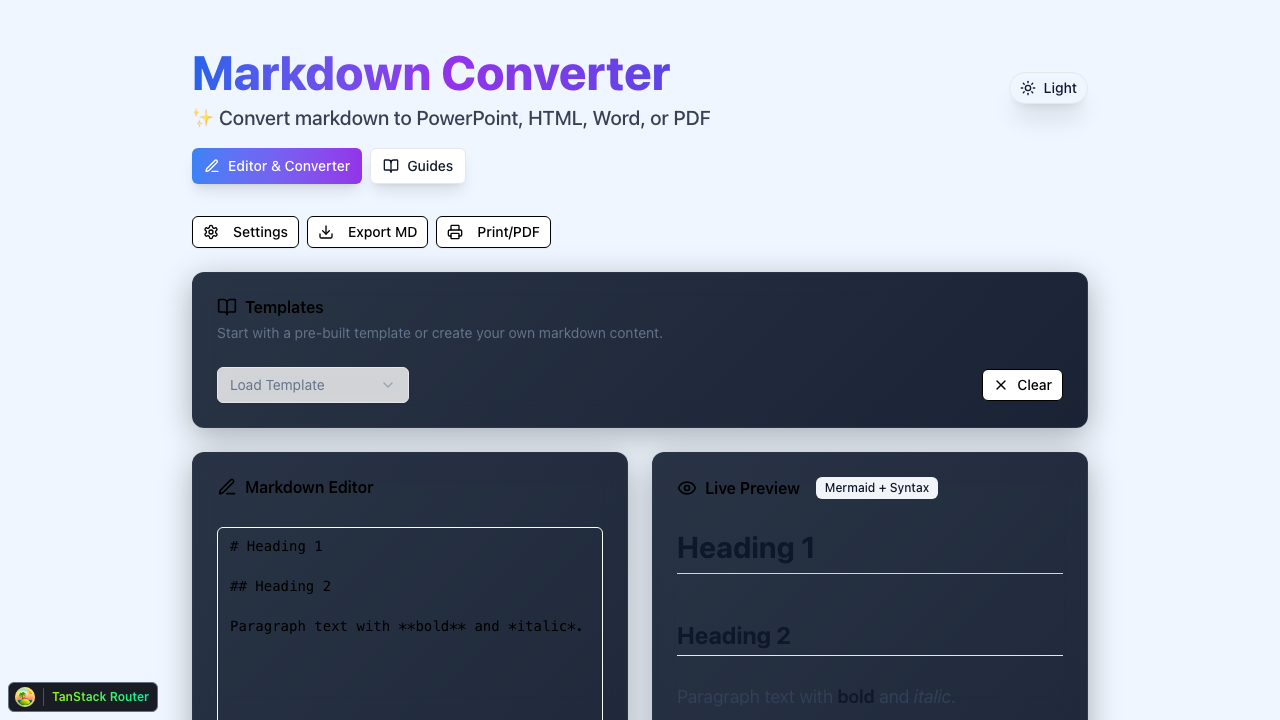 Markdown Converter
✨ Convert markdown to PowerPoint, HTML, Word, or PDF
Light
Editor & Converter
Guides
Settings
Export MD
Print/PDF
Templates
Start with a pre-built template or create your own markdown content.
Load Template
Clear
Markdown Editor
# Heading 1
## Heading 2
Paragraph text with **bold** and *italic*.
Live Preview
Mermaid + Syntax
Heading 1
Heading 2
Paragraph text with bold and italic.
TanStack Router